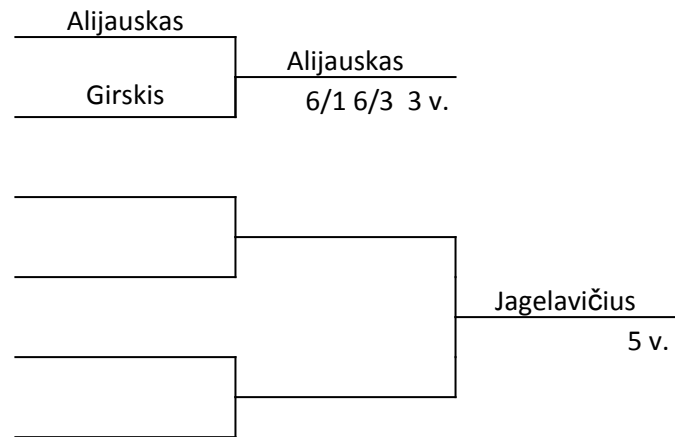 Alijauskas
Alijauskas
Girskis
6/1 6/3 3 v.
Jagelavičius
5 v.